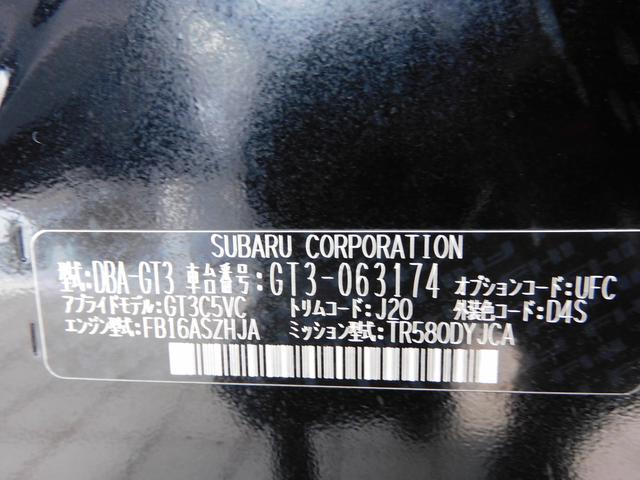 SUBARU CORPORATION
型式:DBA-GT3 車台番号:GT3-063174 オプションコード:UFC
アプライドモデル:GT3C5VC トリムコード:J20 外装色コード:D4S
エンジン型式:FB16ASZHJA ミッション型式:TR580DYJCA